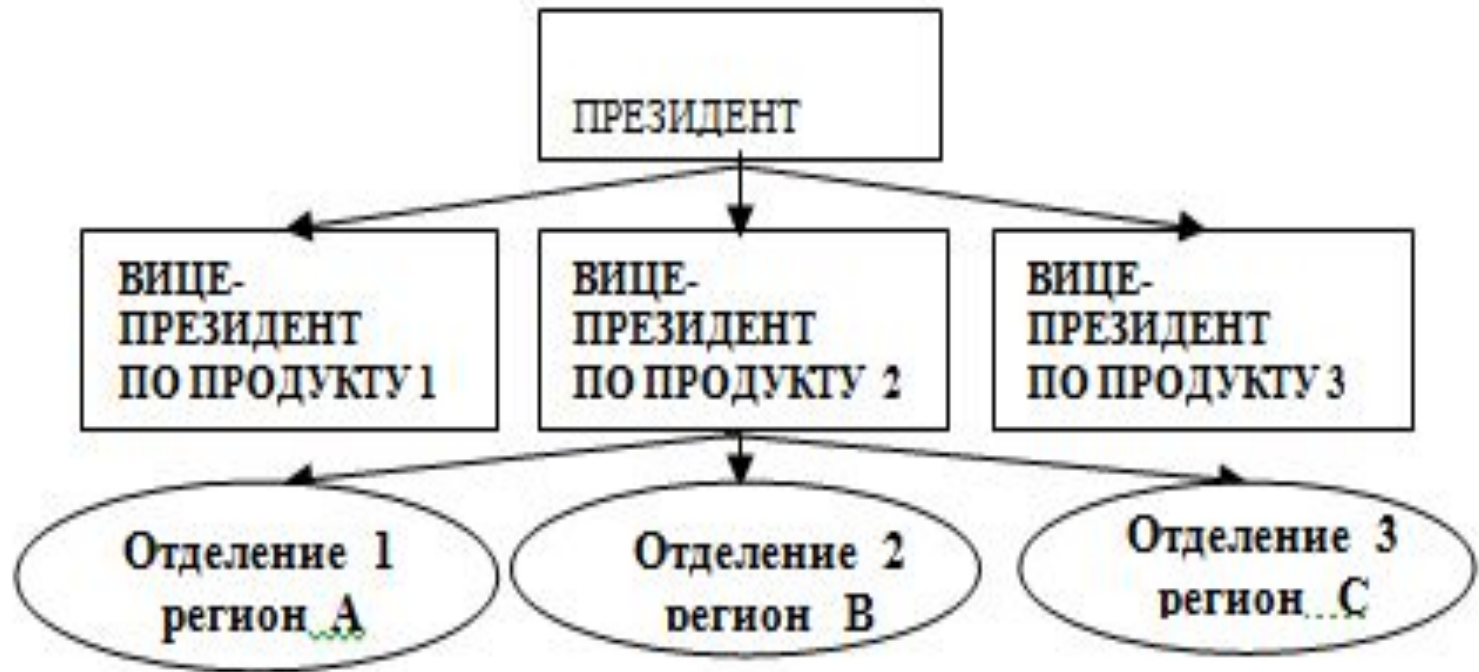 ПРЕЗИДЕНТ
ВИЦЕ-
ПРЕЗИДЕНТ
ПО ПРОДУКТУ 1
ВИЦЕ-
ПРЕЗИДЕНТ
ПО ПРОДУКТУ 2
ВИЦЕ-
ПРЕЗИДЕНТ
ПО ПРОДУКТУ 3
Отделение 1
регион А
Отделение 2
регион В
Отделение 3
регион С